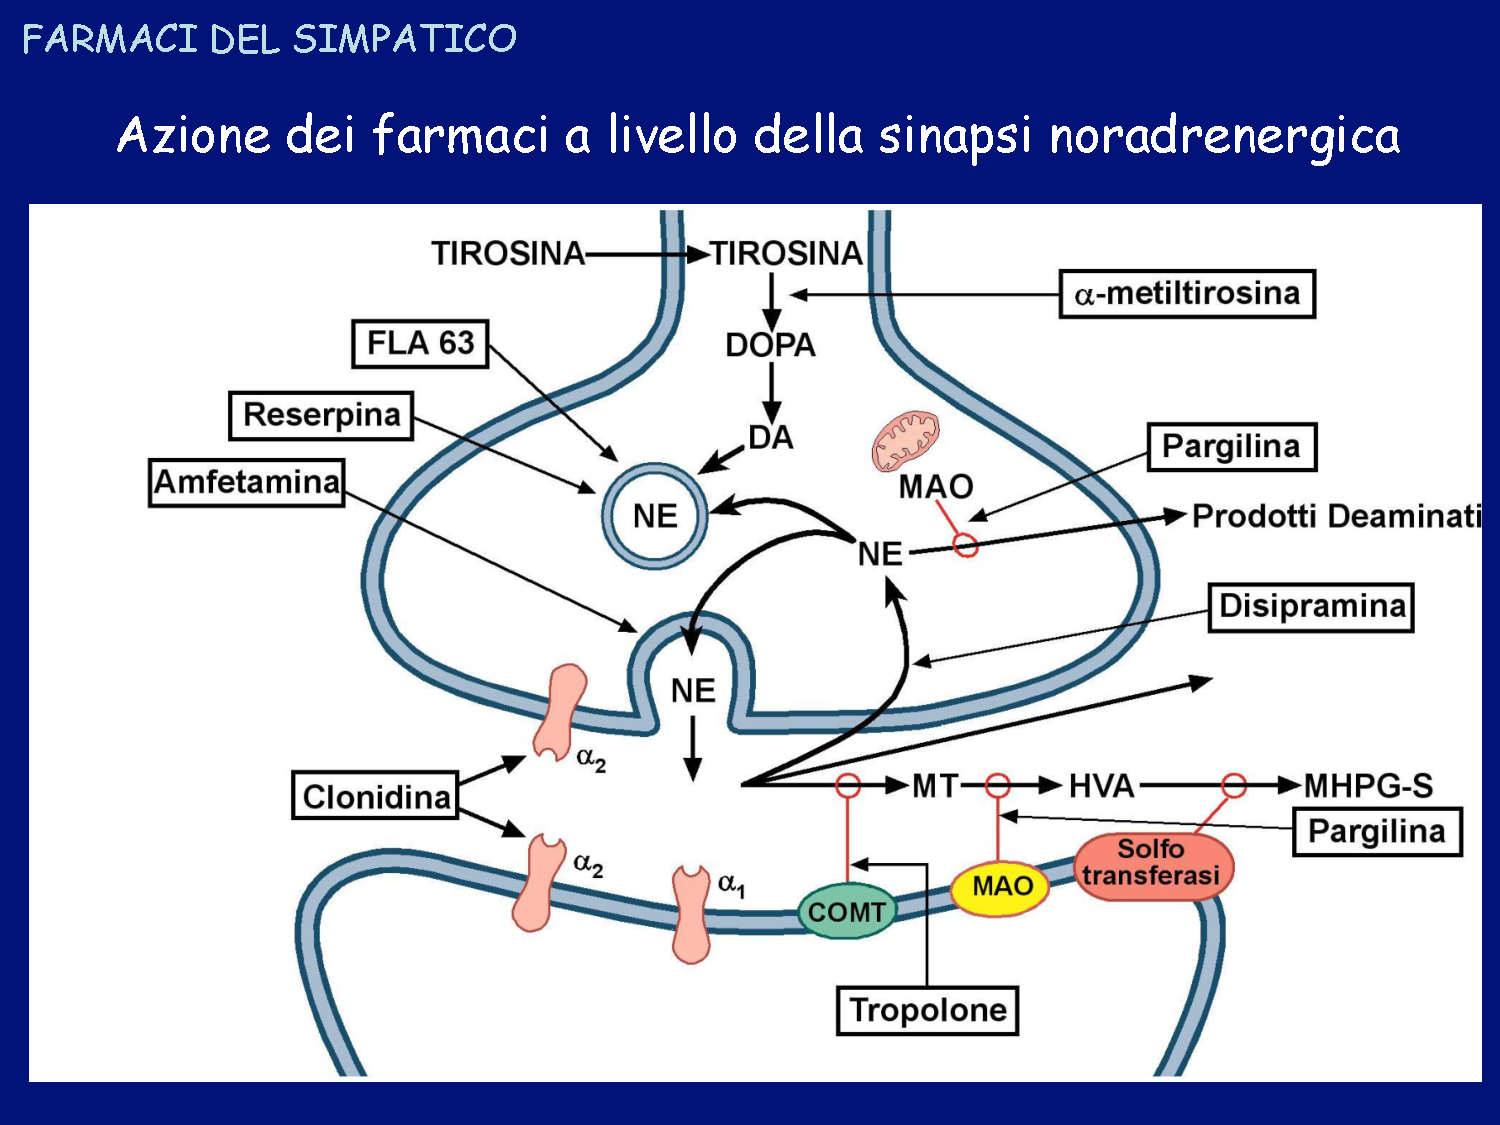 FARMACI DEL SIMPATICO
Azione dei farmaci a livello della sinapsi noradrenergica
TIROSINA
TIROSINA
α-metiltirosina
FLA 63
DOPA
Reserpina
DA
Pargilina
Amfetamina
MAO
NE
Prodotti Deaminati
NE
Disipramina
NE
α2
Clonidina
MT
HVA
MHPG-S
Pargilina
α2
α1
Solfo
transferasi
MAO
COMT
Tropolone